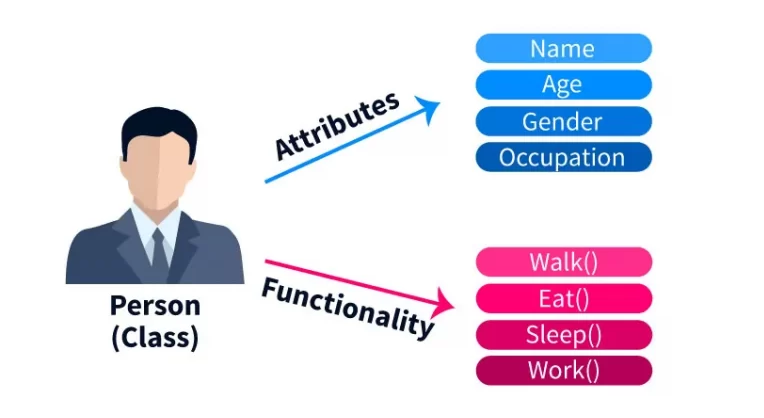 Attributes
Name
Age
Gender
Occupation
Person
(Class)
Functionality
Walk()
Eat()
Sleep()
Work()